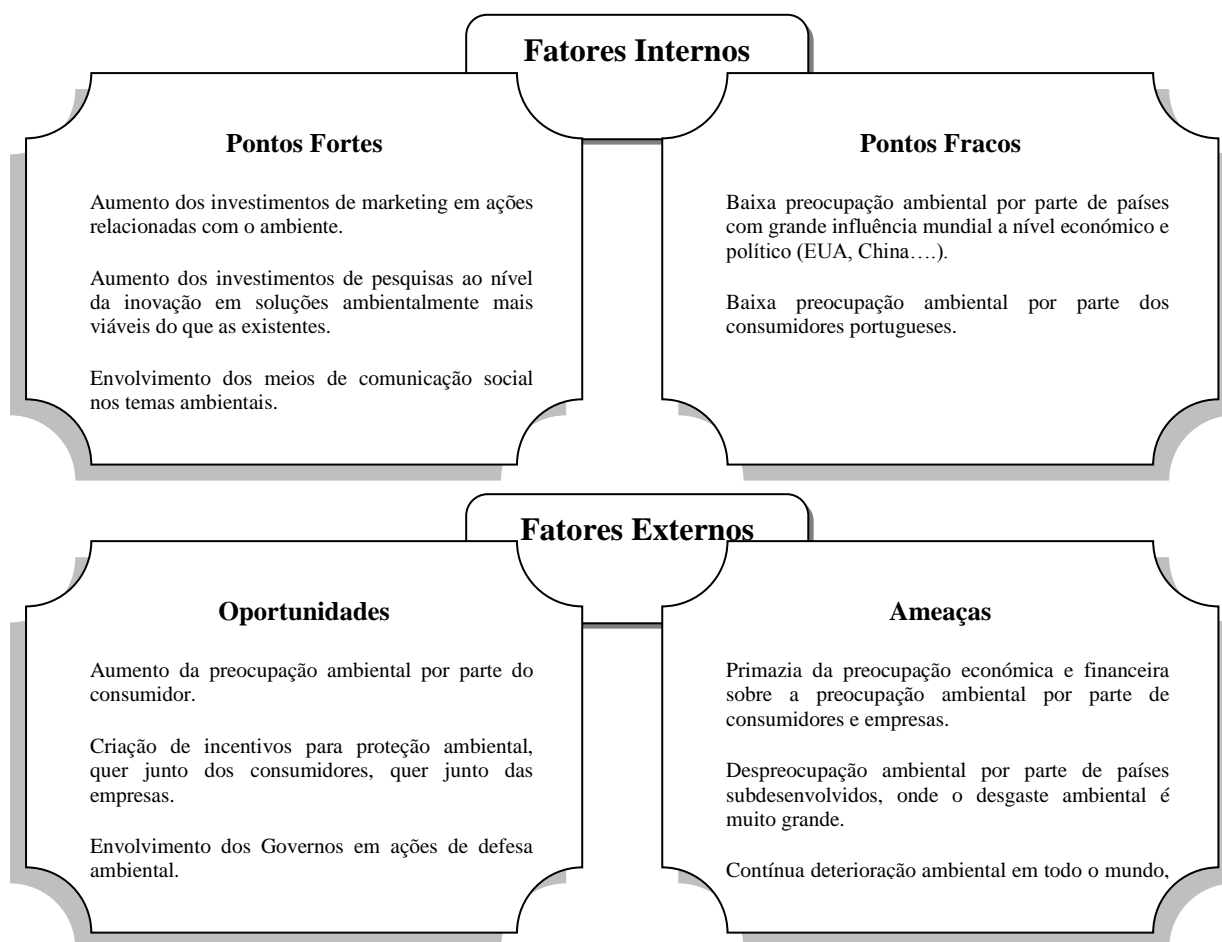 Fatores Internos
Pontos Fortes
Aumento dos investimentos de marketing em ações
relacionadas com o ambiente.
Aumento dos investimentos de pesquisas ao nível
da inovação em soluções ambientalmente mais
viáveis do que as existentes.
Envolvimento dos meios de comunicação social
nos temas ambientais.
Pontos Fracos
Baixa preocupação ambiental por parte de países
com grande influência mundial a nível económico e
político (EUA, China….).
Baixa preocupação ambiental por parte dos
consumidores portugueses.
Fatores Externos
Oportunidades
Aumento da preocupação ambiental por parte do
consumidor.
Criação de incentivos para proteção ambiental,
quer junto dos consumidores, quer junto das
empresas.
Envolvimento dos Governos em ações de defesa
ambiental.
Ameaças
Primazia da preocupação económica e financeira
sobre a preocupação ambiental por parte de
consumidores e empresas.
Despreocupação ambiental por parte de países
subdesenvolvidos, onde o desgaste ambiental é
muito grande.
Contínua deterioração ambiental em todo o mundo,